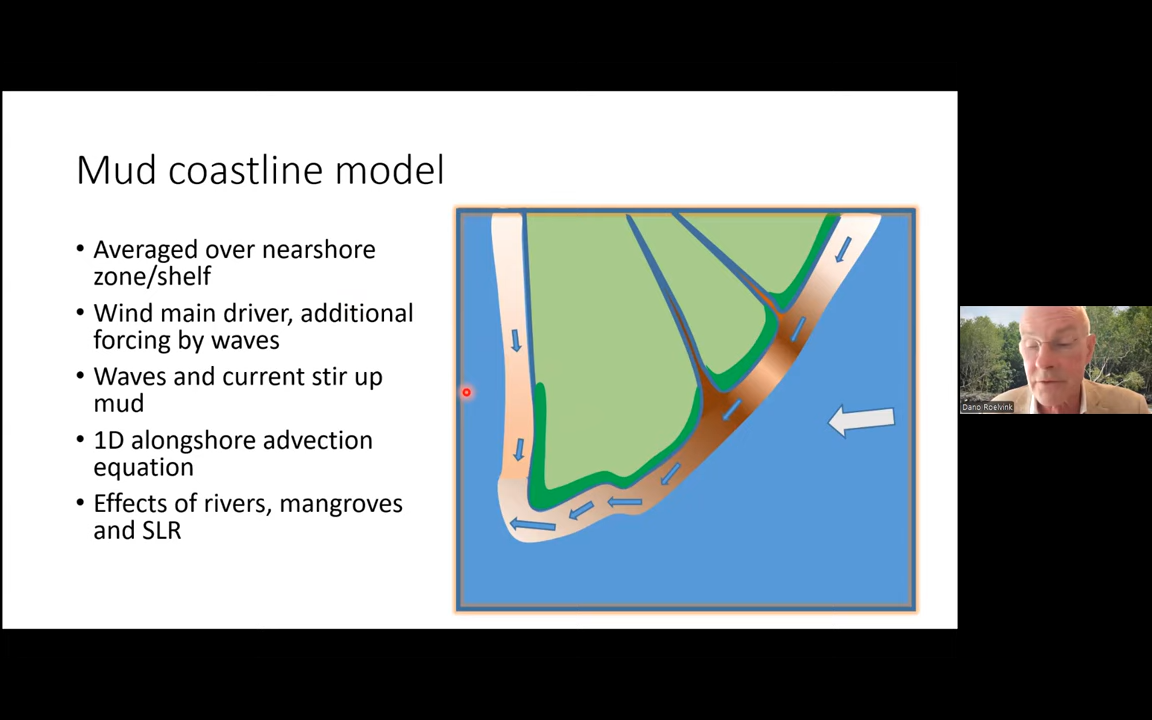 Mud coastline model
• Averaged over nearshore
zone/shelf
• Wind main driver, additional
forcing by waves
• Waves and current stir up
mud
• 1D alongshore advection
equation
• Effects of rivers, mangroves
and SLR
Dano Roelvink